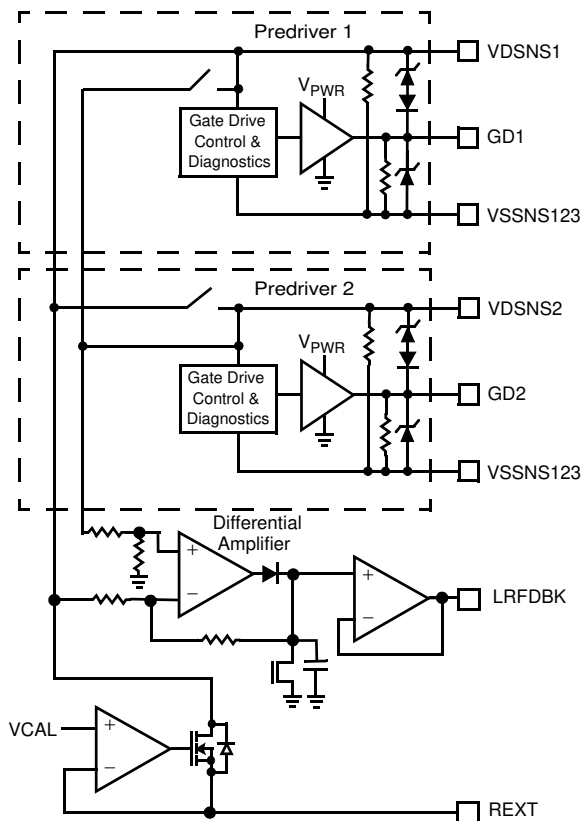 Predriver 1
VDSNS1
VPWR
Gate Drive
Control &
Diagnostics
GD1
VSSNS123
Predriver 2
VDSNS2
VPWR
Gate Drive
Control &
Diagnostics
GD2
VSSNS123
Differential
Amplifier
+
−
+
−
LRFDBK
VCAL
+
−
REXT